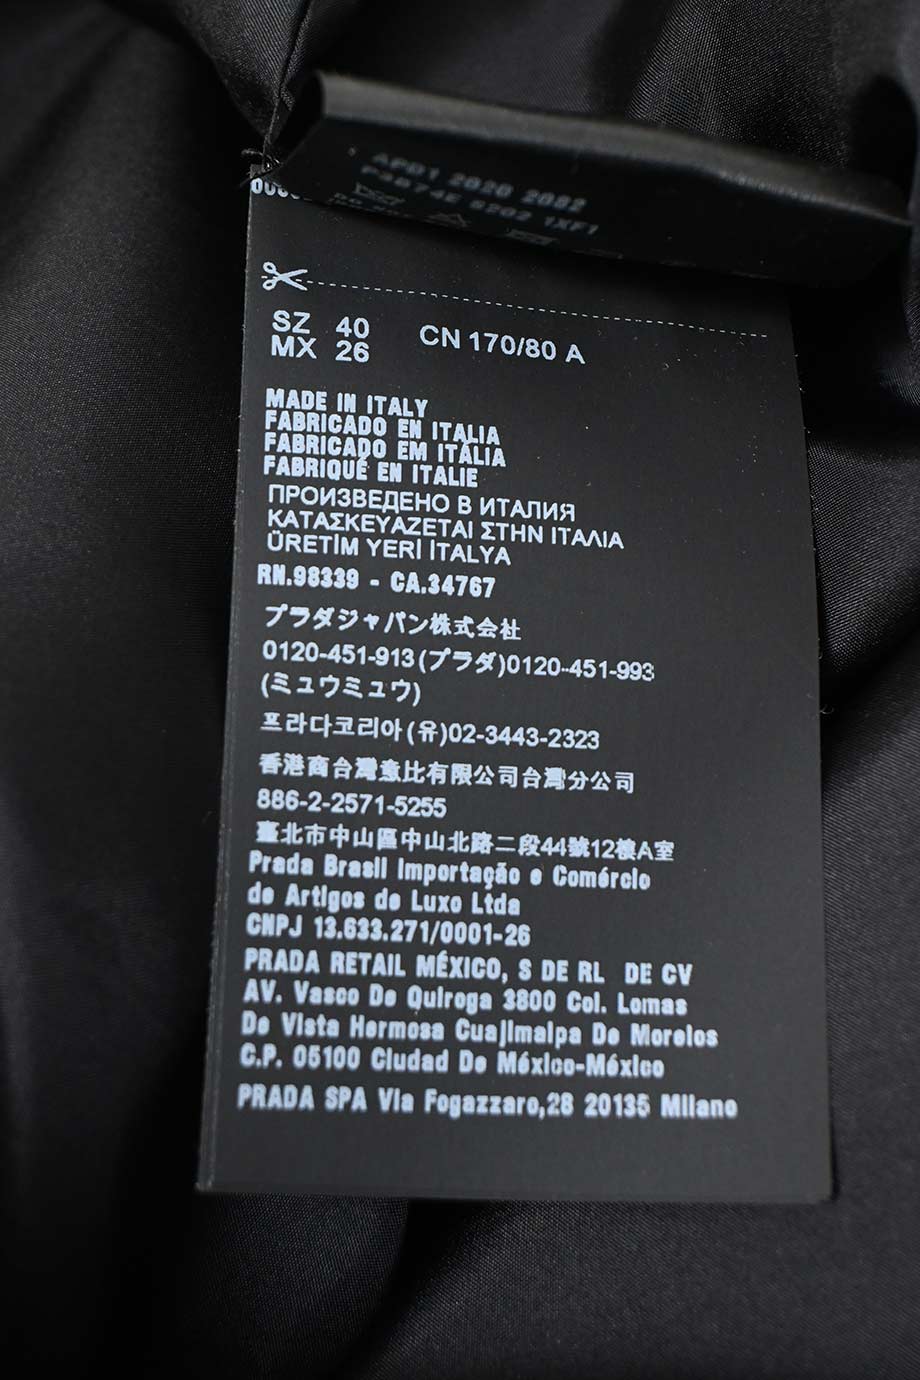 APD1 2020 2092
P3B74E S202 1XF1
SZ 40 CN 170/80 A
MX 26
MADE IN ITALY
FABRICADO EN ITALIA
FABRICADO EM ITÁLIA
FABRIQUÉ EN ITALIE
ПРОИЗВЕДЕНО В ИТАЛИЯ
ΚΑΤΑΣΚΕΥΑΖΕΤΑΙ ΣΤΗΝ ΙΤΑΛΙΑ
ÜRETİM YERİ İTALYA
RN.98339 - CA.34767
プラダジャパン株式会社
0120-451-913(プラダ)0120-451-993
(ミュウミュウ)
프라다코리아(유)02-3443-2323
香港商台灣意比有限公司台灣分公司
886-2-2571-5255
臺北市中山區中山北路二段44號12樓A室
Prada Brasil Importação e Comércio
de Artigos de Luxo Ltda
CNPJ 13.633.271/0001-26
PRADA RETAIL MÉXICO, S DE RL DE CV
AV. Vasco De Quiroga 3800 Col. Lomas
De Vista Hermosa Cuajimalpa De Morelos
C.P. 05100 Ciudad De México-México
PRADA SPA Via Fogazzaro,28 20135 Milano